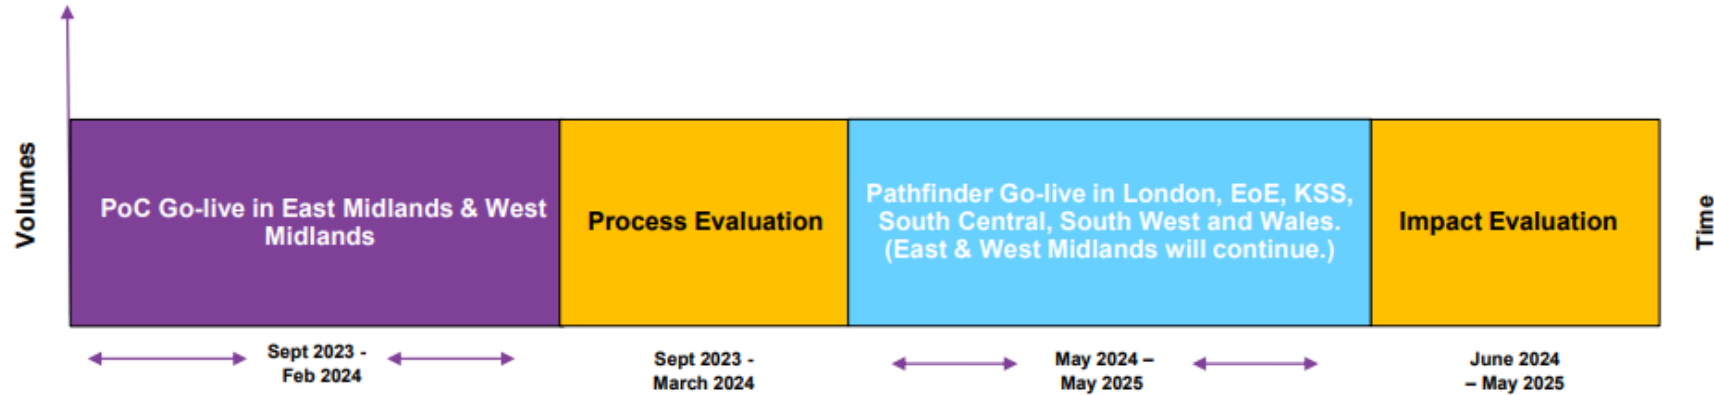 Volumes
PoC Go-live in East Midlands & West
Midlands
Process Evaluation
Pathfinder Go-live in London, EoE, KSS,
South Central, South West and Wales.
(East & West Midlands will continue.)
Impact Evaluation
Time
Sept 2023 -
Feb 2024
Sept 2023 -
March 2024
May 2024 –
May 2025
June 2024
– May 2025